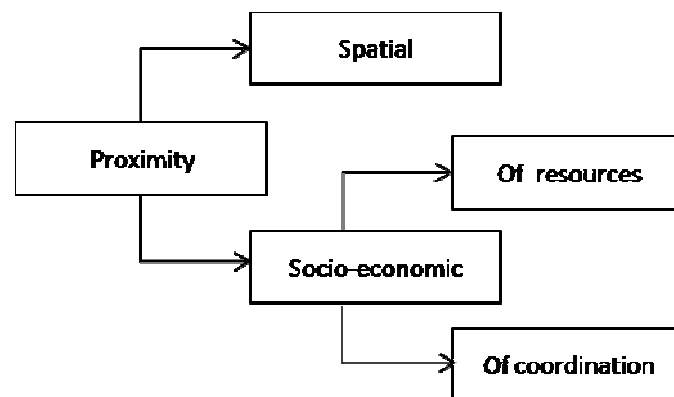 Spatial
Proximity
Of resources
Socio-economic
Of coordination